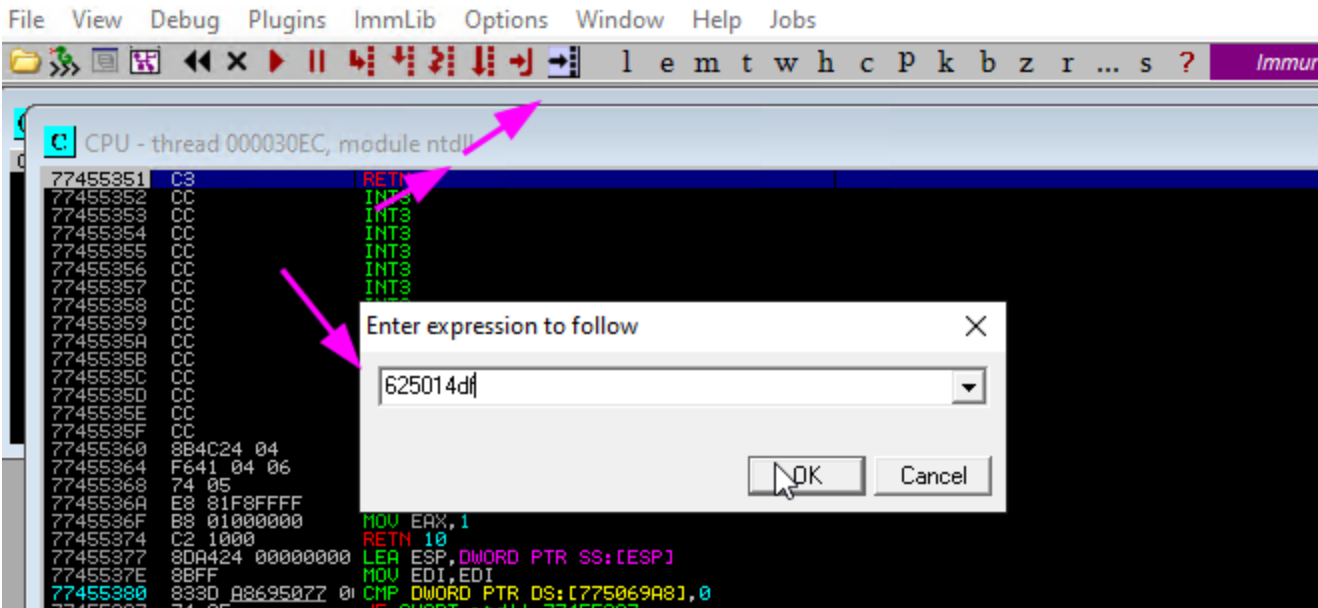 File View Debug Plugins ImmLib Options Window Help Jobs
l e m t w h c P k b z r ... s ? Immun
CPU - thread 000030EC, module ntdll
77455351 C3 RETN
77455352 CC INT3
77455353 CC INT3
77455354 CC INT3
77455355 CC INT3
77455356 CC INT3
77455357 CC INT3
77455358 CC
77455359 CC
7745535A CC
7745535B CC
7745535C CC
7745535D CC
7745535E CC
7745535F CC
77455360 8B4C24 04
77455364 F641 04 06
77455368 74 05
7745536A E8 81F8FFFF
7745536F B8 01000000 MOV EAX,1
77455374 C2 1000 RETN 10
77455377 8DA424 00000000 LEA ESP,DWORD PTR SS:[ESP]
7745537E 8BFF MOV EDI,EDI
77455380 833D A8695077 0 CMP DWORD PTR DS:[775069A8],0
Enter expression to follow
625014df
OK Cancel